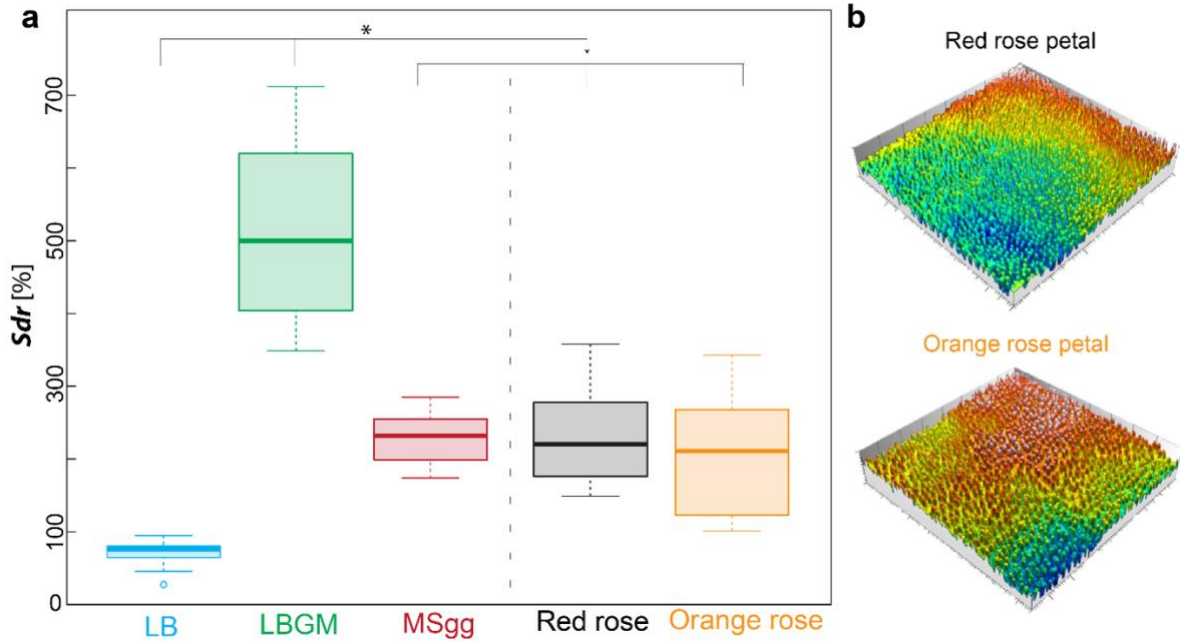 a
*
Sdr [%]
700
500
300
100
0
LB
LBGM
MSgg
Red rose
Orange rose
b
Red rose petal
Orange rose petal